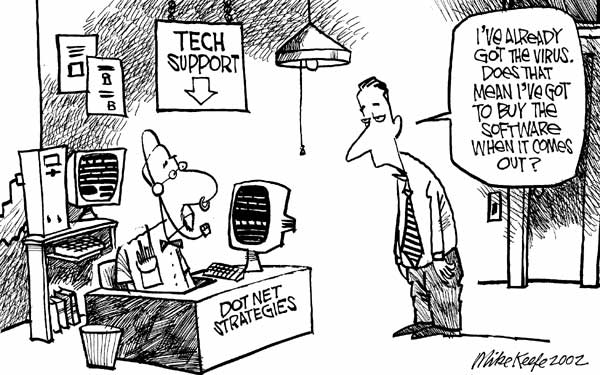 TECH
SUPPORT
I'VE ALREADY
GOT THE VIRUS.
DOES THAT
MEAN I'VE GOT
TO BUY THE
SOFTWARE
WHEN IT COMES
OUT?
B
DOT NET
STRATEGIES
Mike Keefe 2002